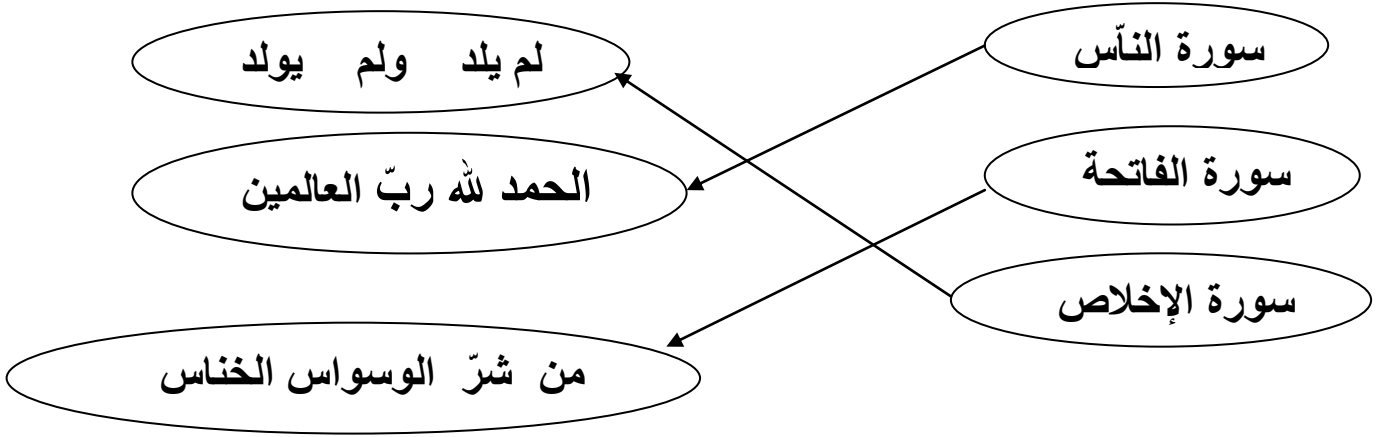 سورة النّاس
لم يلد ولم يولد
سورة الفاتحة
الحمد لله ربّ العالمين
سورة الإخلاص
من شرّ الوسواس الخناس